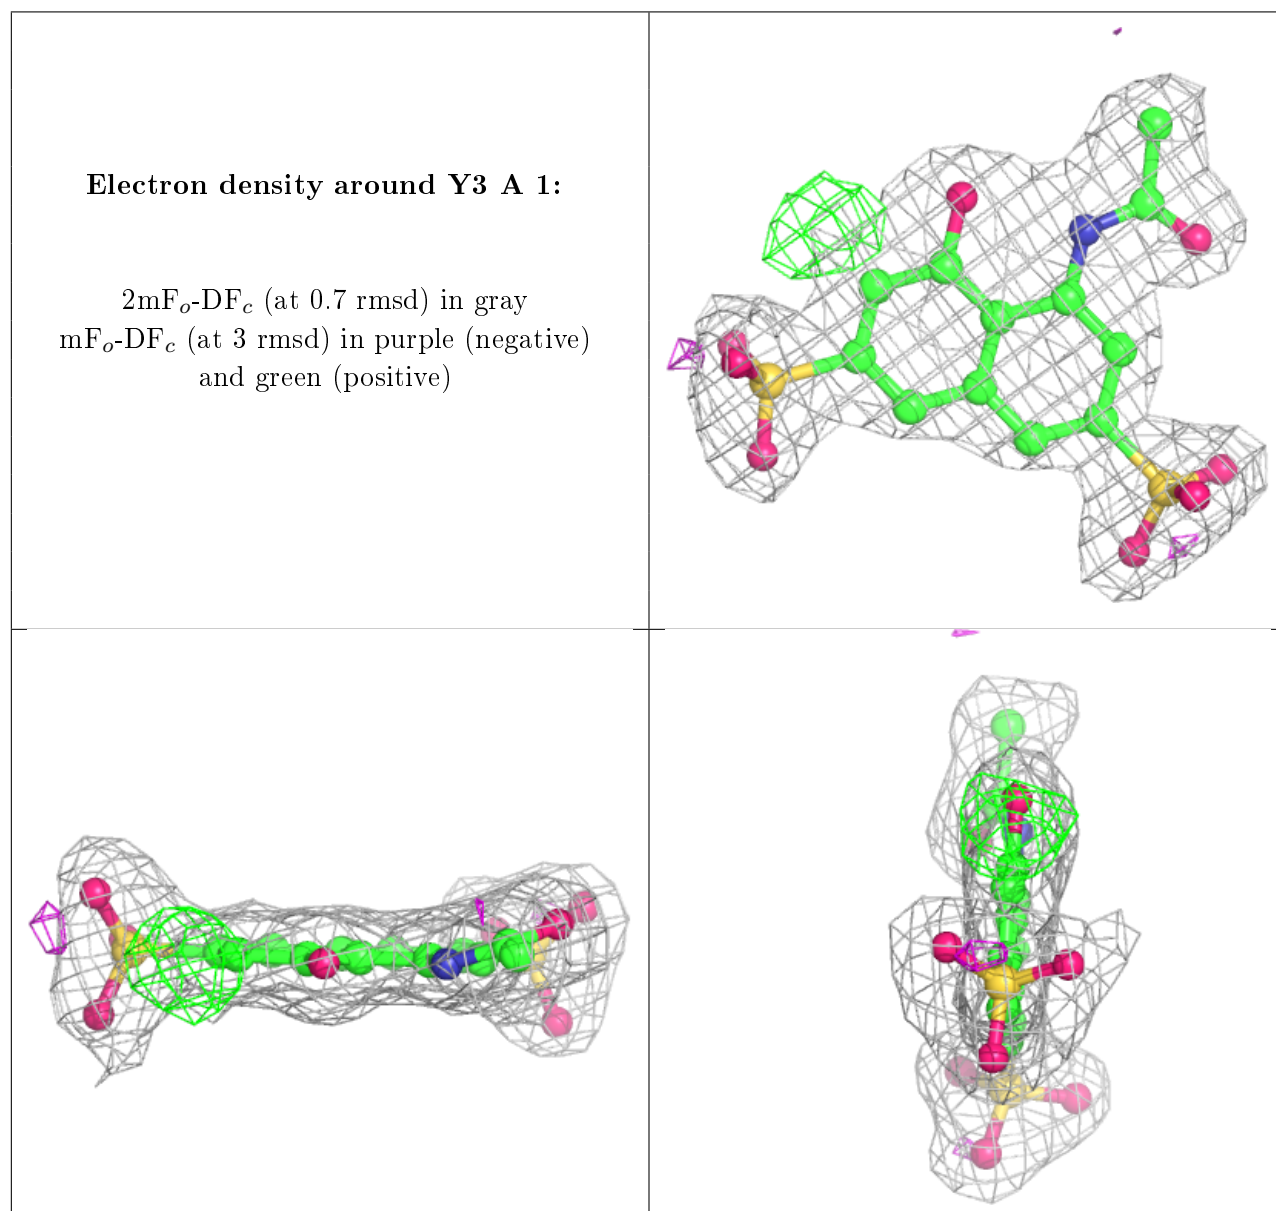 Electron density around Y3 A 1:
2mFₒ-DF𝒸 (at 0.7 rmsd) in gray
mFₒ-DF𝒸 (at 3 rmsd) in purple (negative)
and green (positive)